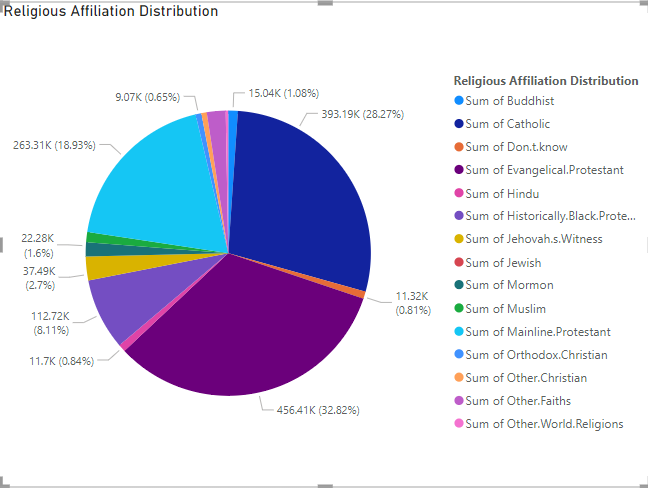 Religious Affiliation Distribution
15.04K (1.08%)
9.07K (0.65%)
393.19K (28.27%)
263.31K (18.93%)
22.28K
(1.6%)
37.49K
(2.7%)
11.32K
(0.81%)
112.72K
(8.11%)
11.7K (0.84%)
456.41K (32.82%)
Religious Affiliation Distribution
Sum of Buddhist
Sum of Catholic
Sum of Don.t.know
Sum of Evangelical.Protestant
Sum of Hindu
Sum of Historically.Black.Prote...
Sum of Jehovah.s.Witness
Sum of Jewish
Sum of Mormon
Sum of Muslim
Sum of Mainline.Protestant
Sum of Orthodox.Christian
Sum of Other.Christian
Sum of Other.Faiths
Sum of Other.World.Religions